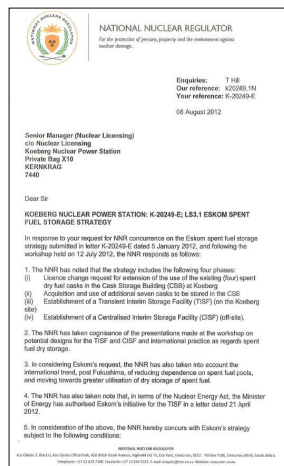 NATIONAL NUCLEAR REGULATOR
NATIONAL NUCLEAR REGULATOR
For the protection of persons, property and the environment against
nuclear damage.
Enquiries: T Hill
Our reference: k20249.1N
Your reference: K-20249-E
08 August 2012
Senior Manager (Nuclear Licensing)
c/o Nuclear Licensing
Koeberg Nuclear Power Station
Private Bag X10
KERNKRAG
7440
Dear Sir
KOEBERG NUCLEAR POWER STATION: K-20249-E; LS3.1 ESKOM SPENT
FUEL STORAGE STRATEGY
In response to your request for NNR concurrence on the Eskom spent fuel storage
strategy submitted in letter K-20249-E dated 5 January 2012, and following the
workshop held on 12 July 2012, the NNR responds as follows:
1. The NNR has noted that the strategy includes the following four phases:
(i) Licence change request for extension of the use of the existing (four) spent
dry fuel casks in the Cask Storage Building (CSB) at Koeberg
(ii) Acquisition and use of additional seven casks to be stored in the CSB
(iii) Establishment of a Transient Interim Storage Facility (TISF) (on the Koeberg
site)
(iv) Establishment of a Centralised Interim Storage Facility (CISF) (off-site).
2. The NNR has taken cognisance of the presentations made at the workshop on
potential designs for the TISF and CISF and international practice as regards spent
fuel dry storage.
3. In considering Eskom's request, the NNR has also taken into account the
international trend, post Fukushima, of reducing dependence on spent fuel pools,
and moving towards greater utilisation of dry storage of spent fuel.
4. The NNR has also taken note that, in terms of the Nuclear Energy Act, the Minister
of Energy has authorised Eskom's initiative for the TISF in a letter dated 21 April
2012.
5. In consideration of the above, the NNR hereby concurs with Eskom's strategy
subject to the following conditions:
NATIONAL NUCLEAR REGULATOR